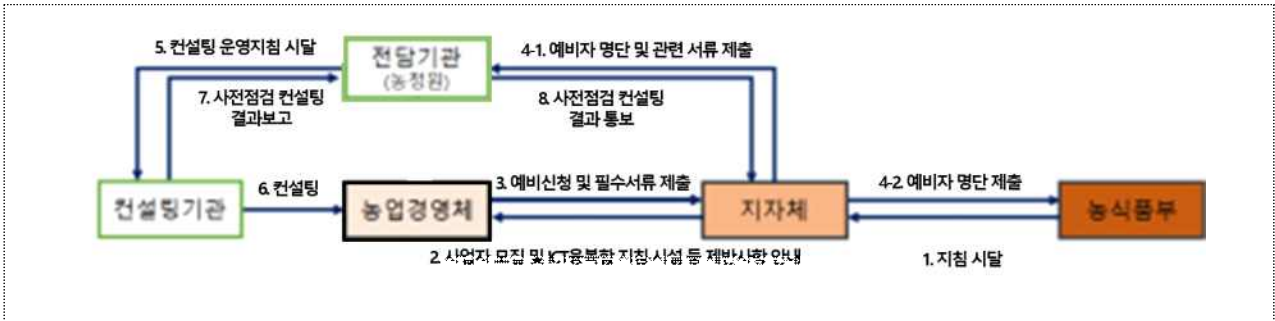 5. 컨설팅 운영지침 시달
전담기관
(농정원)
4-1. 예비자 명단 및 관련 서류 제출
7. 사전점검 컨설팅
결과보고
8. 사전점검 컨설팅
결과 통보
6. 컨설팅
3. 예비신청 및 필수서류 제출
4-2. 예비자 명단 제출
컨설팅기관
농업경영체
지자체
농식품부
2. 사업자 모집 및 ICT융복합 지침·시설 등 제반사항 안내
1. 지침 시달